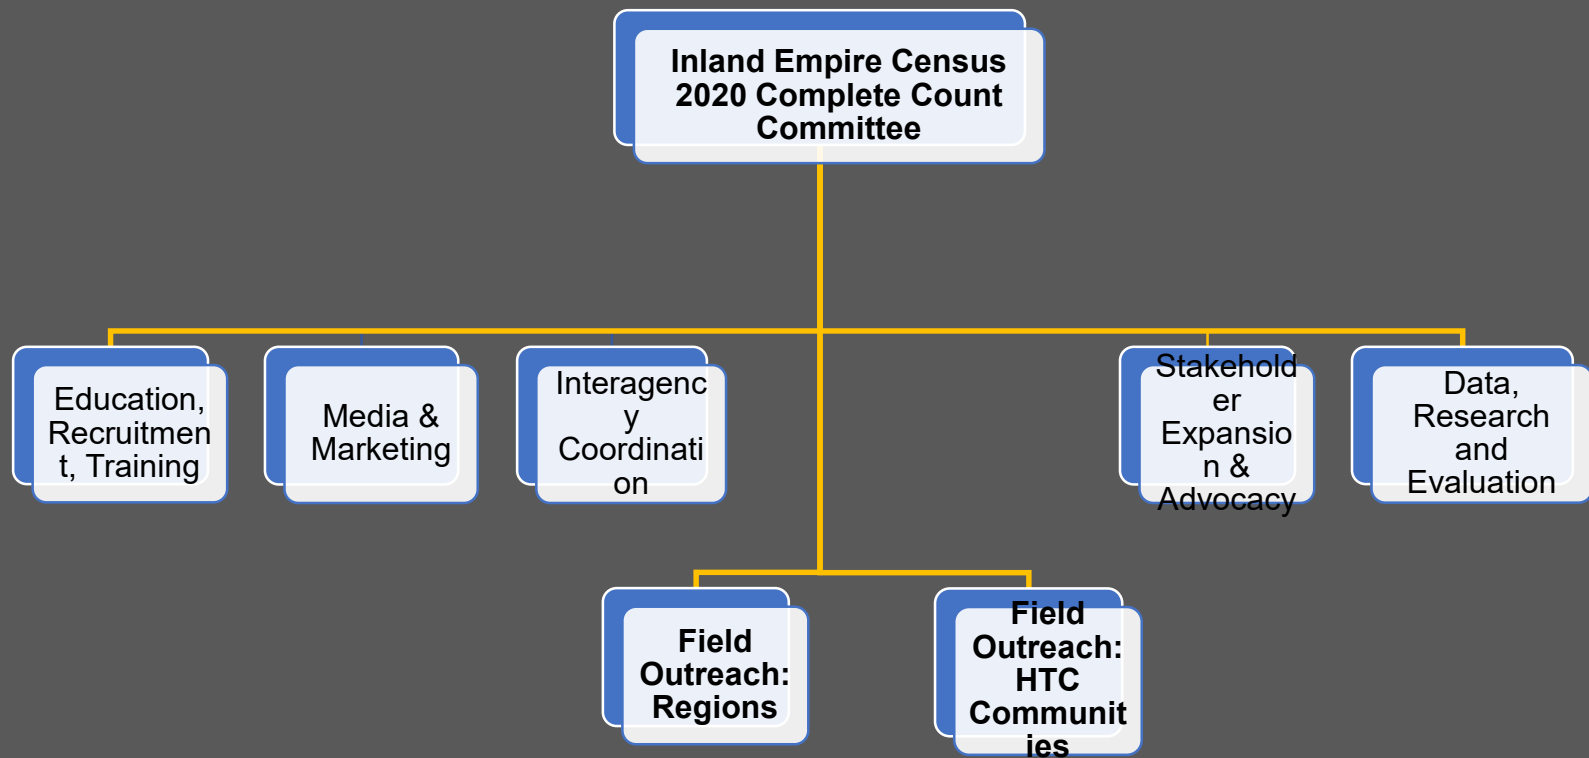 Inland Empire Census
2020 Complete Count
Committee
Education,
Recruitmen
t, Training
Media &
Marketing
Interagenc
y
Coordinati
on
Stakehold
er
Expansio
n &
Advocacy
Data,
Research
and
Evaluation
Field
Outreach:
Regions
Field
Outreach:
HTC
Communit
ies